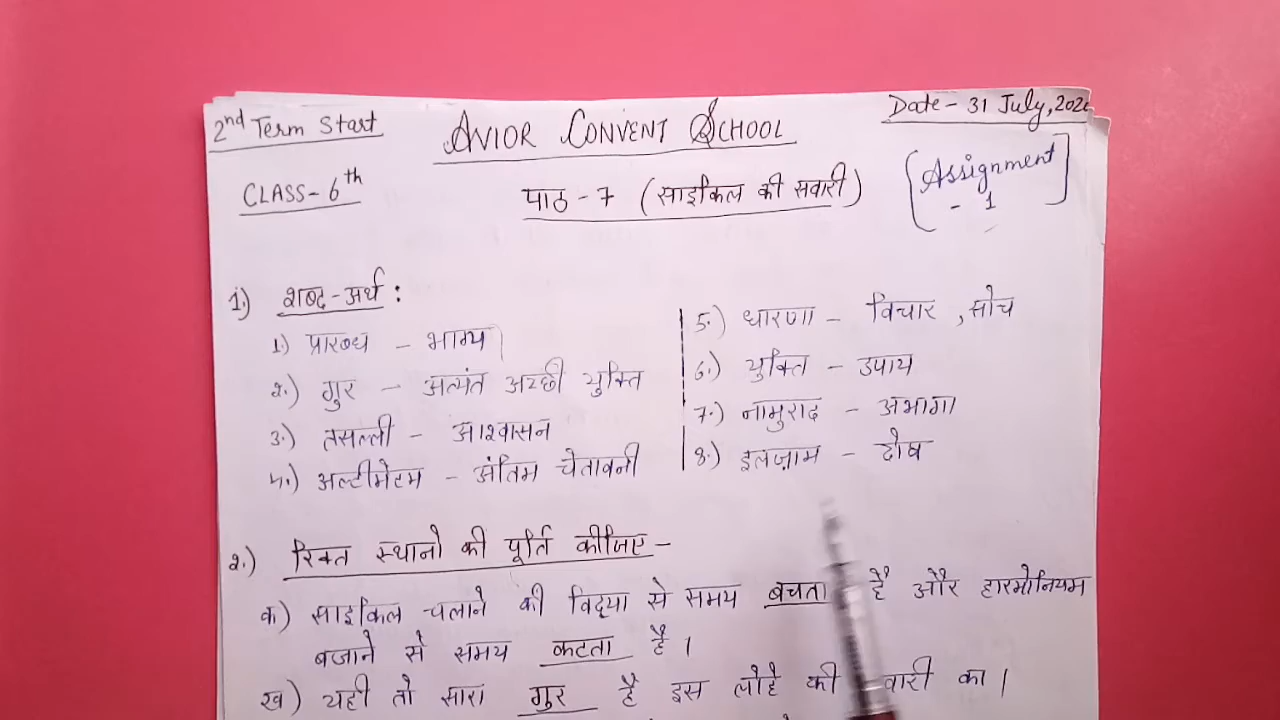 2nd Term Start
AVIOR CONVENT SCHOOL
Date - 31 July, 202
CLASS - 6th
पाठ - 7 (साइकिल की सवारी)
(Assignment - 1)
1.) शब्द-अर्थ :
1.) प्रारब्ध - भाग्य
2.) गुर - अत्यंत अच्छी युक्ति
3.) तसल्ली - आश्वासन
4.) अल्टीमेटम - अंतिम चेतावनी
5.) धारणा - विचार, सोच
6.) युक्ति - उपाय
7.) नामुराद - अभागा
8.) इलज़ाम - दोष
2.) रिक्त स्थानो की पूर्ति कीजिए -
क) साइकिल चलाने की विद्या से समय बचता है और हारमोनियम
बजाने से समय कटता है।
ख) यही तो सारा गुर है इस लोहे की वारी का।